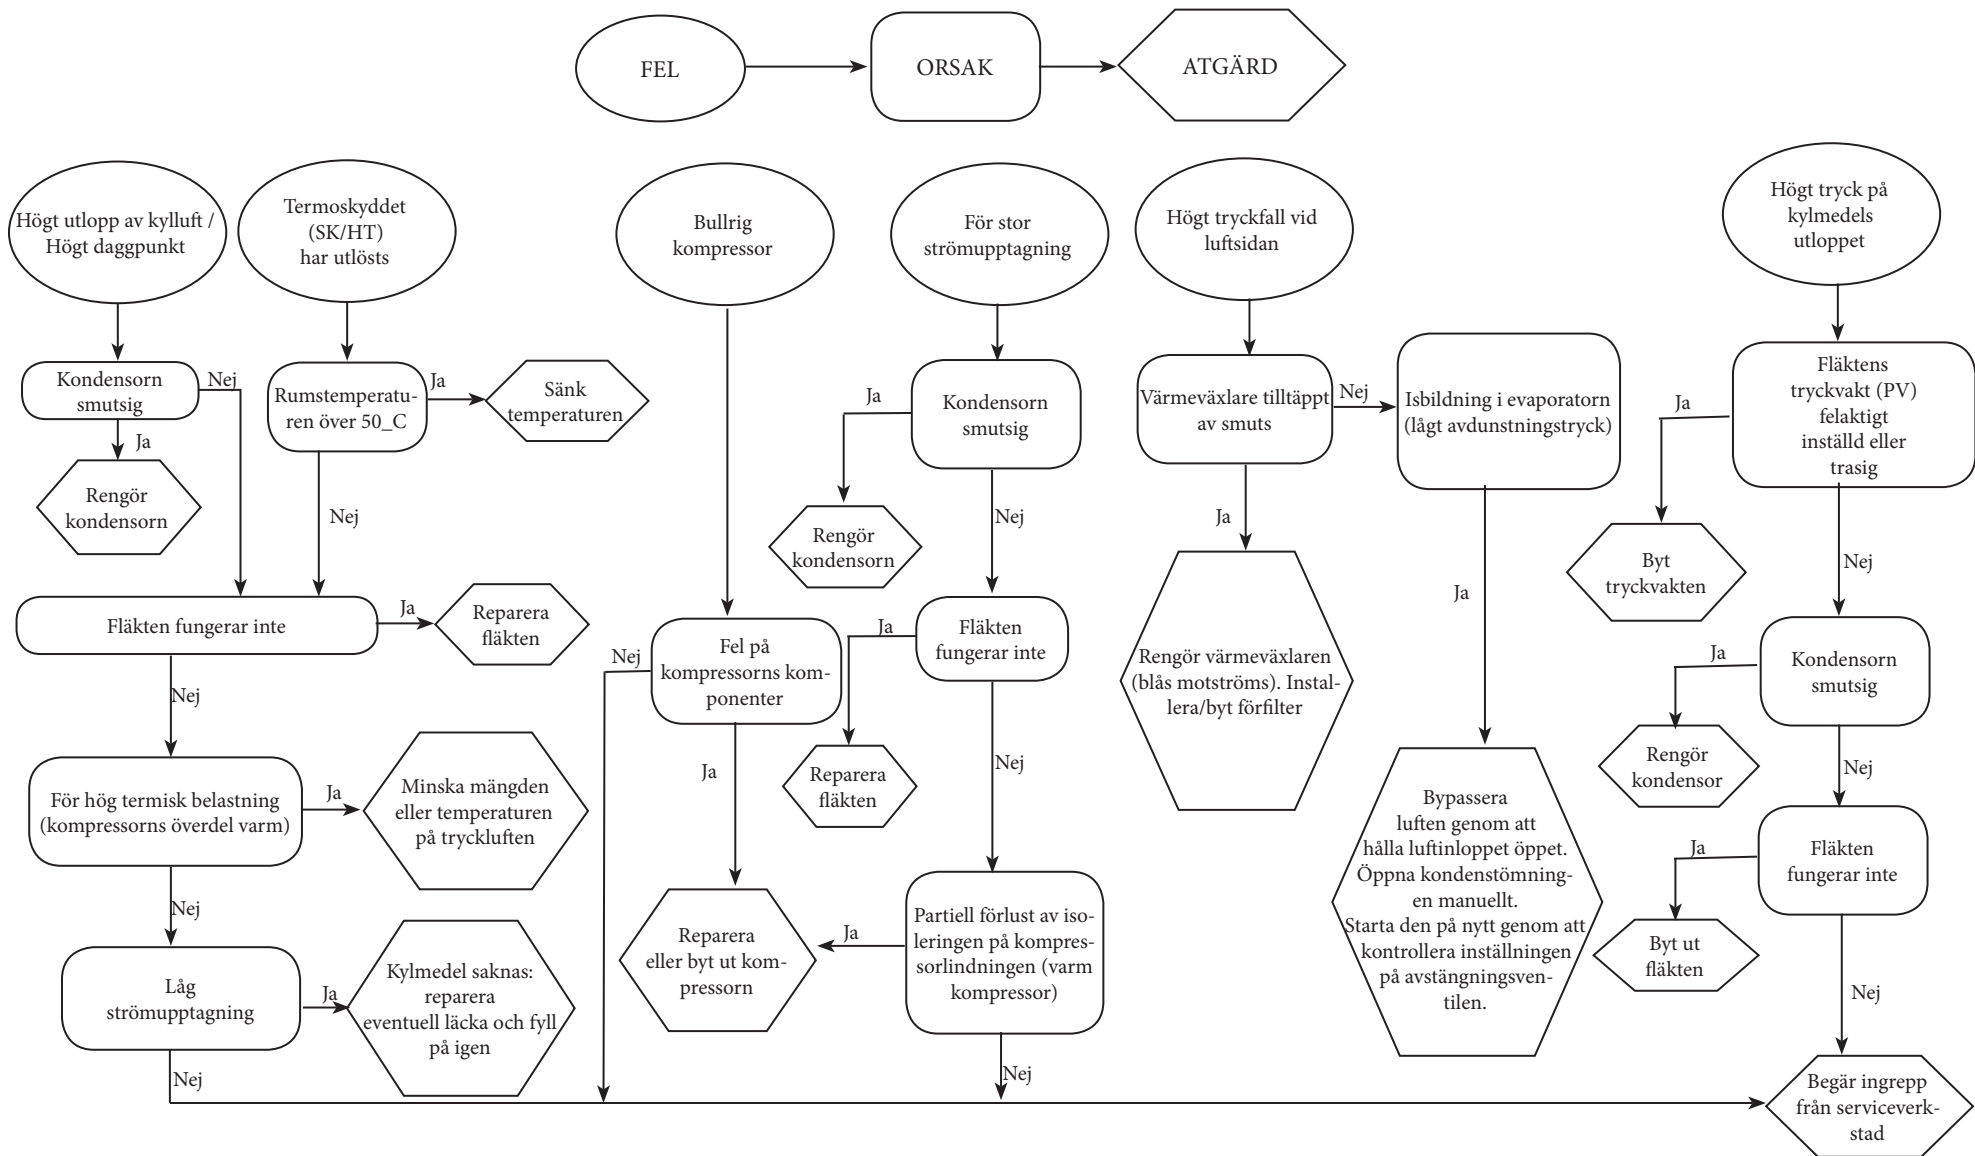 FEL
ORSAK
ATGÄRD
Högt utlopp av kylluft /
Högt daggpunkt
Termoskyddet
(SK/HT)
har utlösts
Bullrig
kompressor
För stor
strömupptagning
Högt tryckfall vid
luftsidan
Högt tryck på
kylmedels
utloppet
Kondensorn
smutsig
Nej
Ja
Rengör
kondensorn
Rumstemperatu-
ren över 50_C
Ja
Sänk
temperaturen
Nej
Fläkten fungerar inte
Ja
Reparera
fläkten
Nej
För hög termisk belastning
(kompressorns överdel varm)
Ja
Minska mängden
eller temperaturen
på tryckluften
Nej
Låg
strömupptagning
Ja
Kylmedel saknas:
reparera
eventuell läcka och fyll
på igen
Nej
Fel på
kompressorns kom-
ponenter
Nej
Ja
Reparera
eller byt ut kom-
pressorn
Kondensorn
smutsig
Ja
Rengör
kondensorn
Nej
Fläkten
fungerar inte
Ja
Reparera
fläkten
Nej
Partiell förlust av iso-
leringen på kompres-
sorlindningen (varm
kompressor)
Ja
Nej
Värmeväxlare tilltäppt
av smuts
Nej
Ja
Rengör värmeväxlaren
(blås motströms). Instal-
lera/byt förfilter
Isbildning i evaporatorn
(lågt avdunstningstryck)
Ja
Bypassera
luften genom att
hålla luftinloppet öppet.
Öppna kondenstömning-
en manuellt.
Starta den på nytt genom att
kontrollera inställningen
på avstängningsven-
tilen.
Fläktens
tryckvakt (PV)
felaktigt
inställd eller
trasig
Ja
Byt
tryckvakten
Nej
Kondensorn
smutsig
Ja
Rengör
kondensor
Nej
Fläkten
fungerar inte
Ja
Byt ut
fläkten
Nej
Begär ingrepp
från serviceverk-
stad